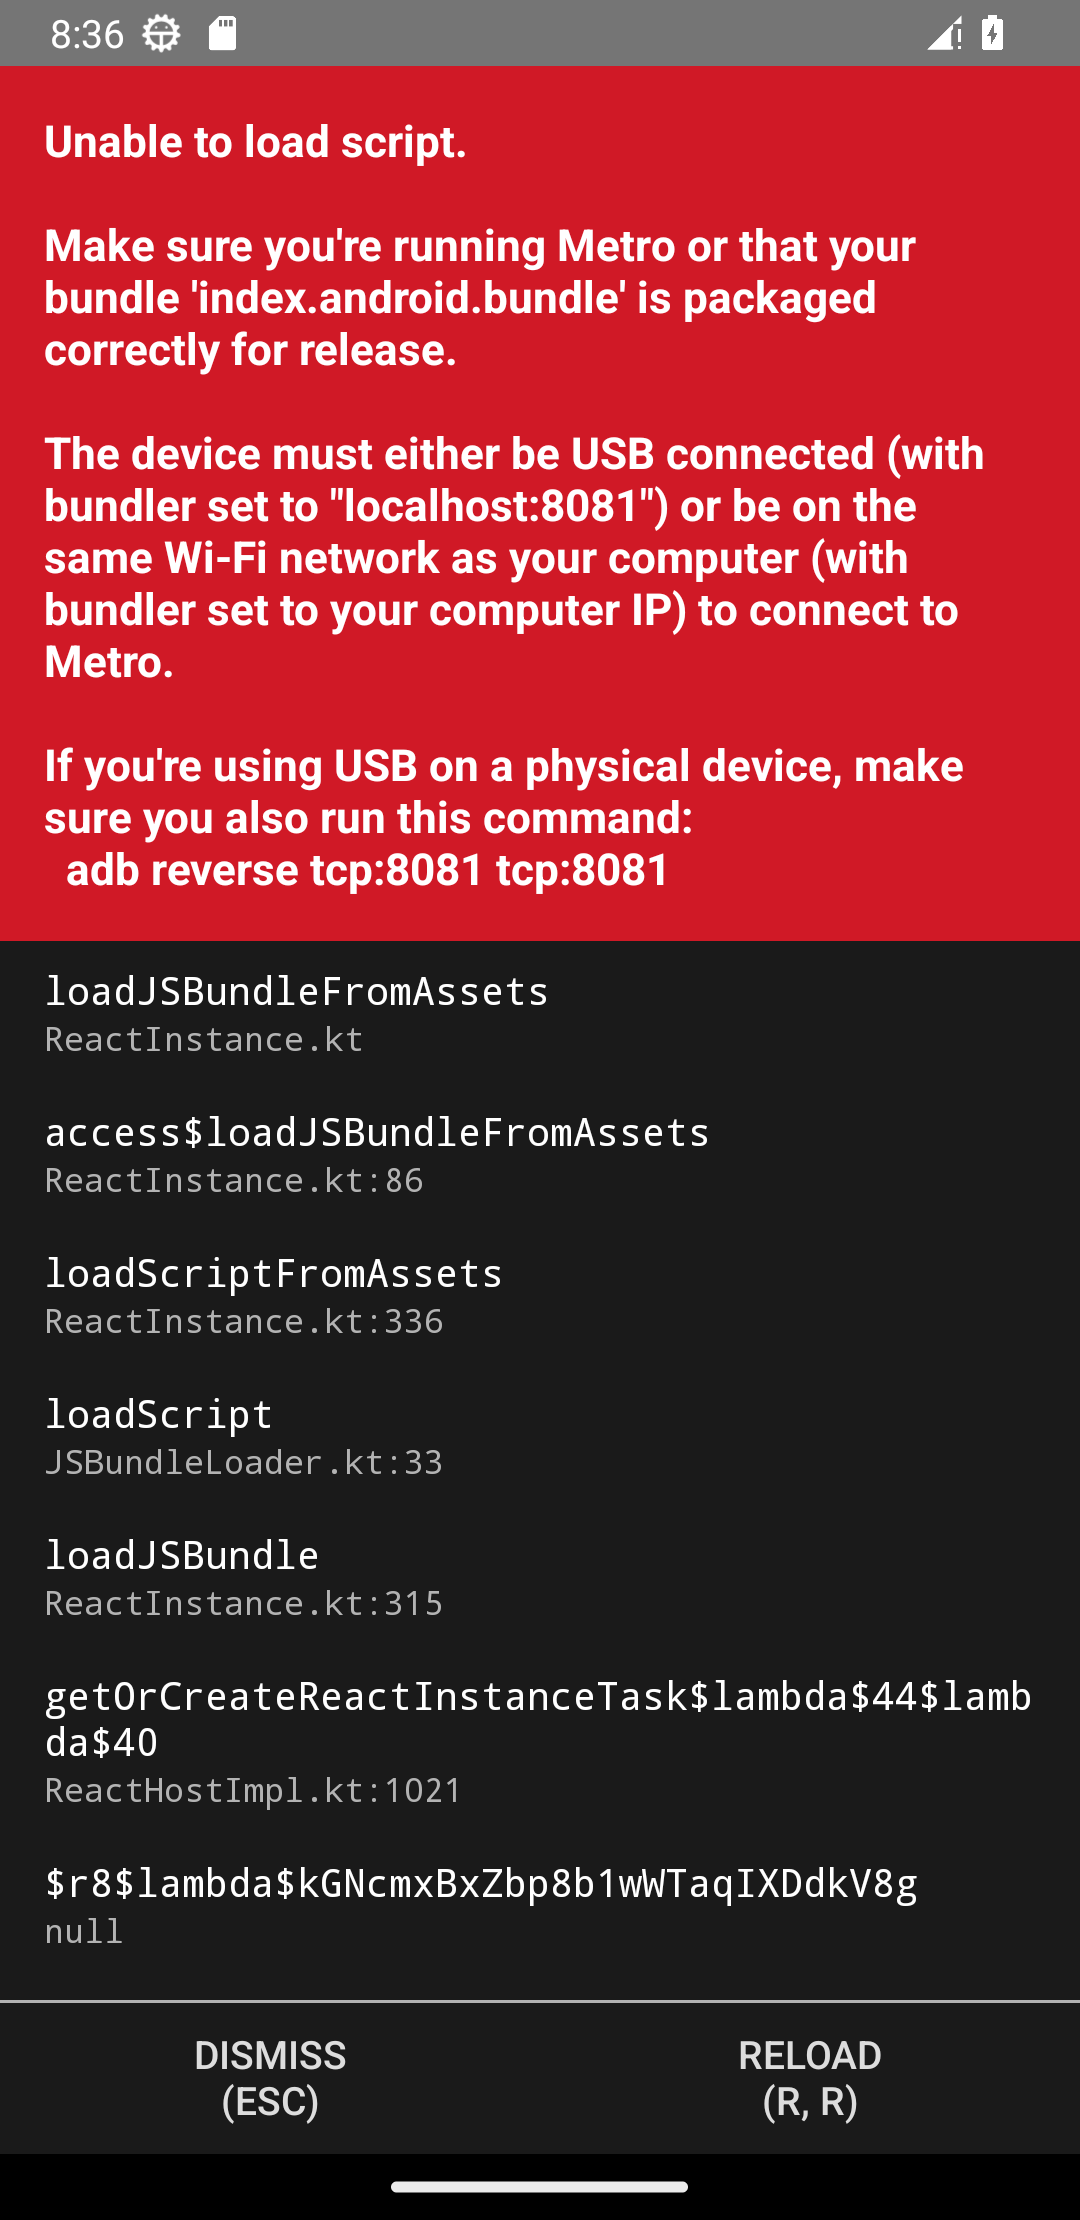 8:36
Unable to load script.
Make sure you're running Metro or that your
bundle 'index.android.bundle' is packaged
correctly for release.
The device must either be USB connected (with
bundler set to "localhost:8081") or be on the
same Wi-Fi network as your computer (with
bundler set to your computer IP) to connect to
Metro.
If you're using USB on a physical device, make
sure you also run this command:
adb reverse tcp:8081 tcp:8081
loadJSBundleFromAssets
ReactInstance.kt
access$loadJSBundleFromAssets
ReactInstance.kt:86
loadScriptFromAssets
ReactInstance.kt:336
loadScript
JSBundleLoader.kt:33
loadJSBundle
ReactInstance.kt:315
getOrCreateReactInstanceTask$lambda$44$lamb
da$40
ReactHostImpl.kt:1021
$r8$lambda$kGNcmxBxZbp8b1wWTaqIXDdkV8g
null
DISMISS
(ESC)
RELOAD
(R, R)